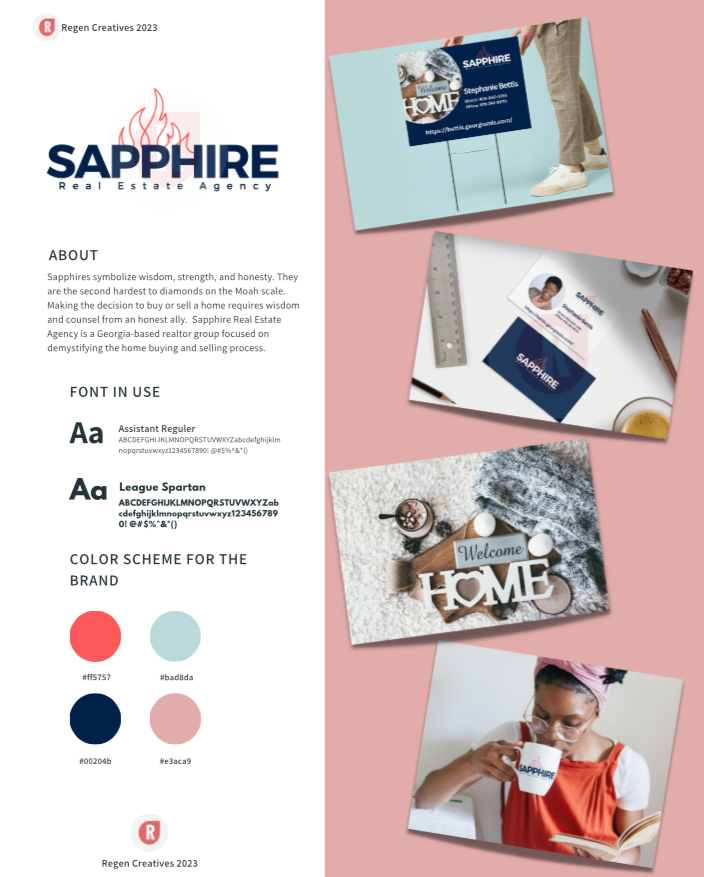 R
Regen Creatives 2023
SAPPHIRE
Real Estate Agency
ABOUT
Sapphires symbolize wisdom, strength, and honesty. They
are the second hardest to diamonds on the Moah scale.
Making the decision to buy or sell a home requires wisdom
and counsel from an honest ally.  Sapphire Real Estate
Agency is a Georgia-based realtor group focused on
demystifying the home buying and selling process.
FONT IN USE
Aa
Assistant Reguler
ABCDEFGHIJKLMNOPQRSTUVWXYZabcdefghijklm
nopqrstuvwxyz1234567890! @#$%^&*()
Aa
League Spartan
ABCDEFGHIJKLMNOPQRSTUVWXYZab
cdefghijklmnopqrstuvwxyz123456789
0! @#$%^&*()
COLOR SCHEME FOR THE
BRAND
#ff5757
#bad8da
#00204b
#e3aca9
R
Regen Creatives 2023
Welcome
HOME
SAPPHIRE
Stephanie Bettis
https://bettis.georgiamls.com/
SAPPHIRE
Stephanie Bettis
SAPPHIRE
Welcome
HOME
SAPPHIRE